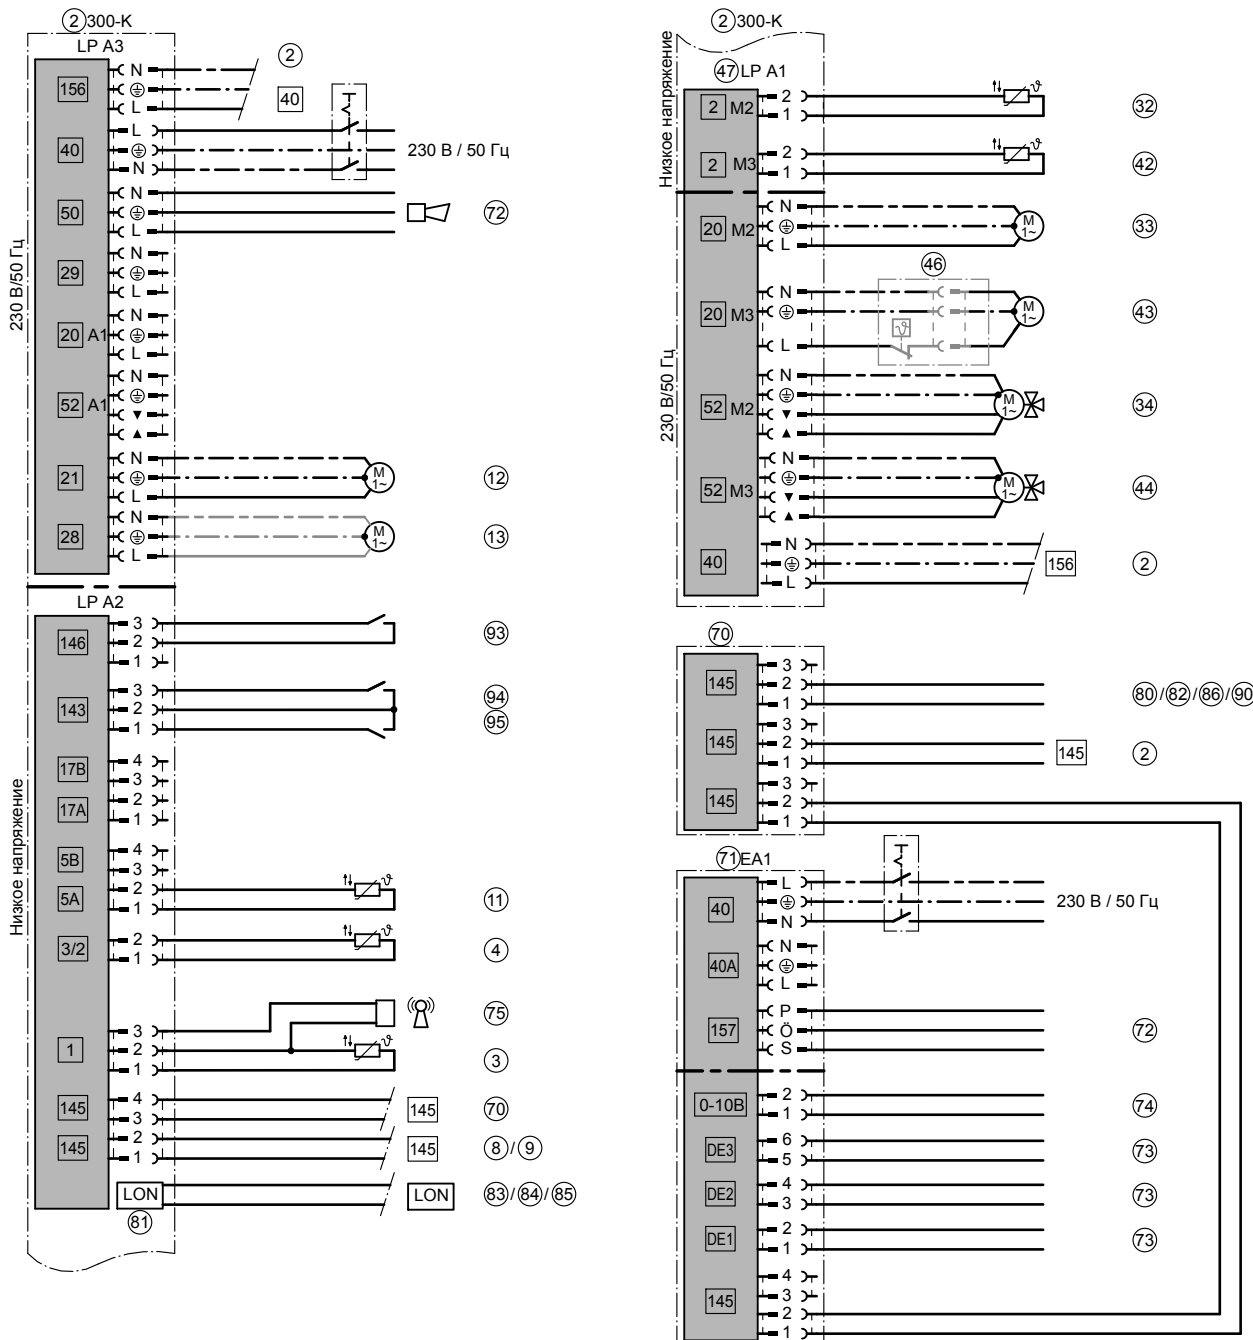 2 300-K
LP A3
156
N
L
2
40
40
L
N
230 В / 50 Гц
50
N
L
72
29
N
L
20 A1
N
L
52 A1
N
▼
▲
21
N
L
M
1~
12
28
N
L
M
1~
13
230 В/50 Гц
LP A2
146
3
2
1
93
143
3
2
1
94
95
17B
4
3
17A
2
1
5B
4
3
5A
2
1
ϑ
11
3/2
2
1
ϑ
4
75
1
3
2
1
ϑ
3
145
4
3
145
70
145
2
1
145
8 / 9
LON
81
LON
83 / 84 / 85
Низкое напряжение
2 300-K
47 LP A1
Низкое напряжение
2 M2
2
1
ϑ
32
2 M3
2
1
ϑ
42
20 M2
N
L
M
1~
33
46
20 M3
N
L
ϑ
M
1~
43
52 M2
N
▼
▲
M
1~
34
52 M3
N
▼
▲
M
1~
44
40
N
L
156
2
230 В/50 Гц
70
145
3
2
1
80 / 82 / 86 / 90
145
3
2
1
145
2
145
3
2
1
71 EA1
40
L
N
230 В / 50 Гц
40A
N
L
157
P
Ö
S
72
0-10В
2
1
74
DE3
6
5
73
DE2
4
3
73
DE1
2
1
73
145
4
3
2
1